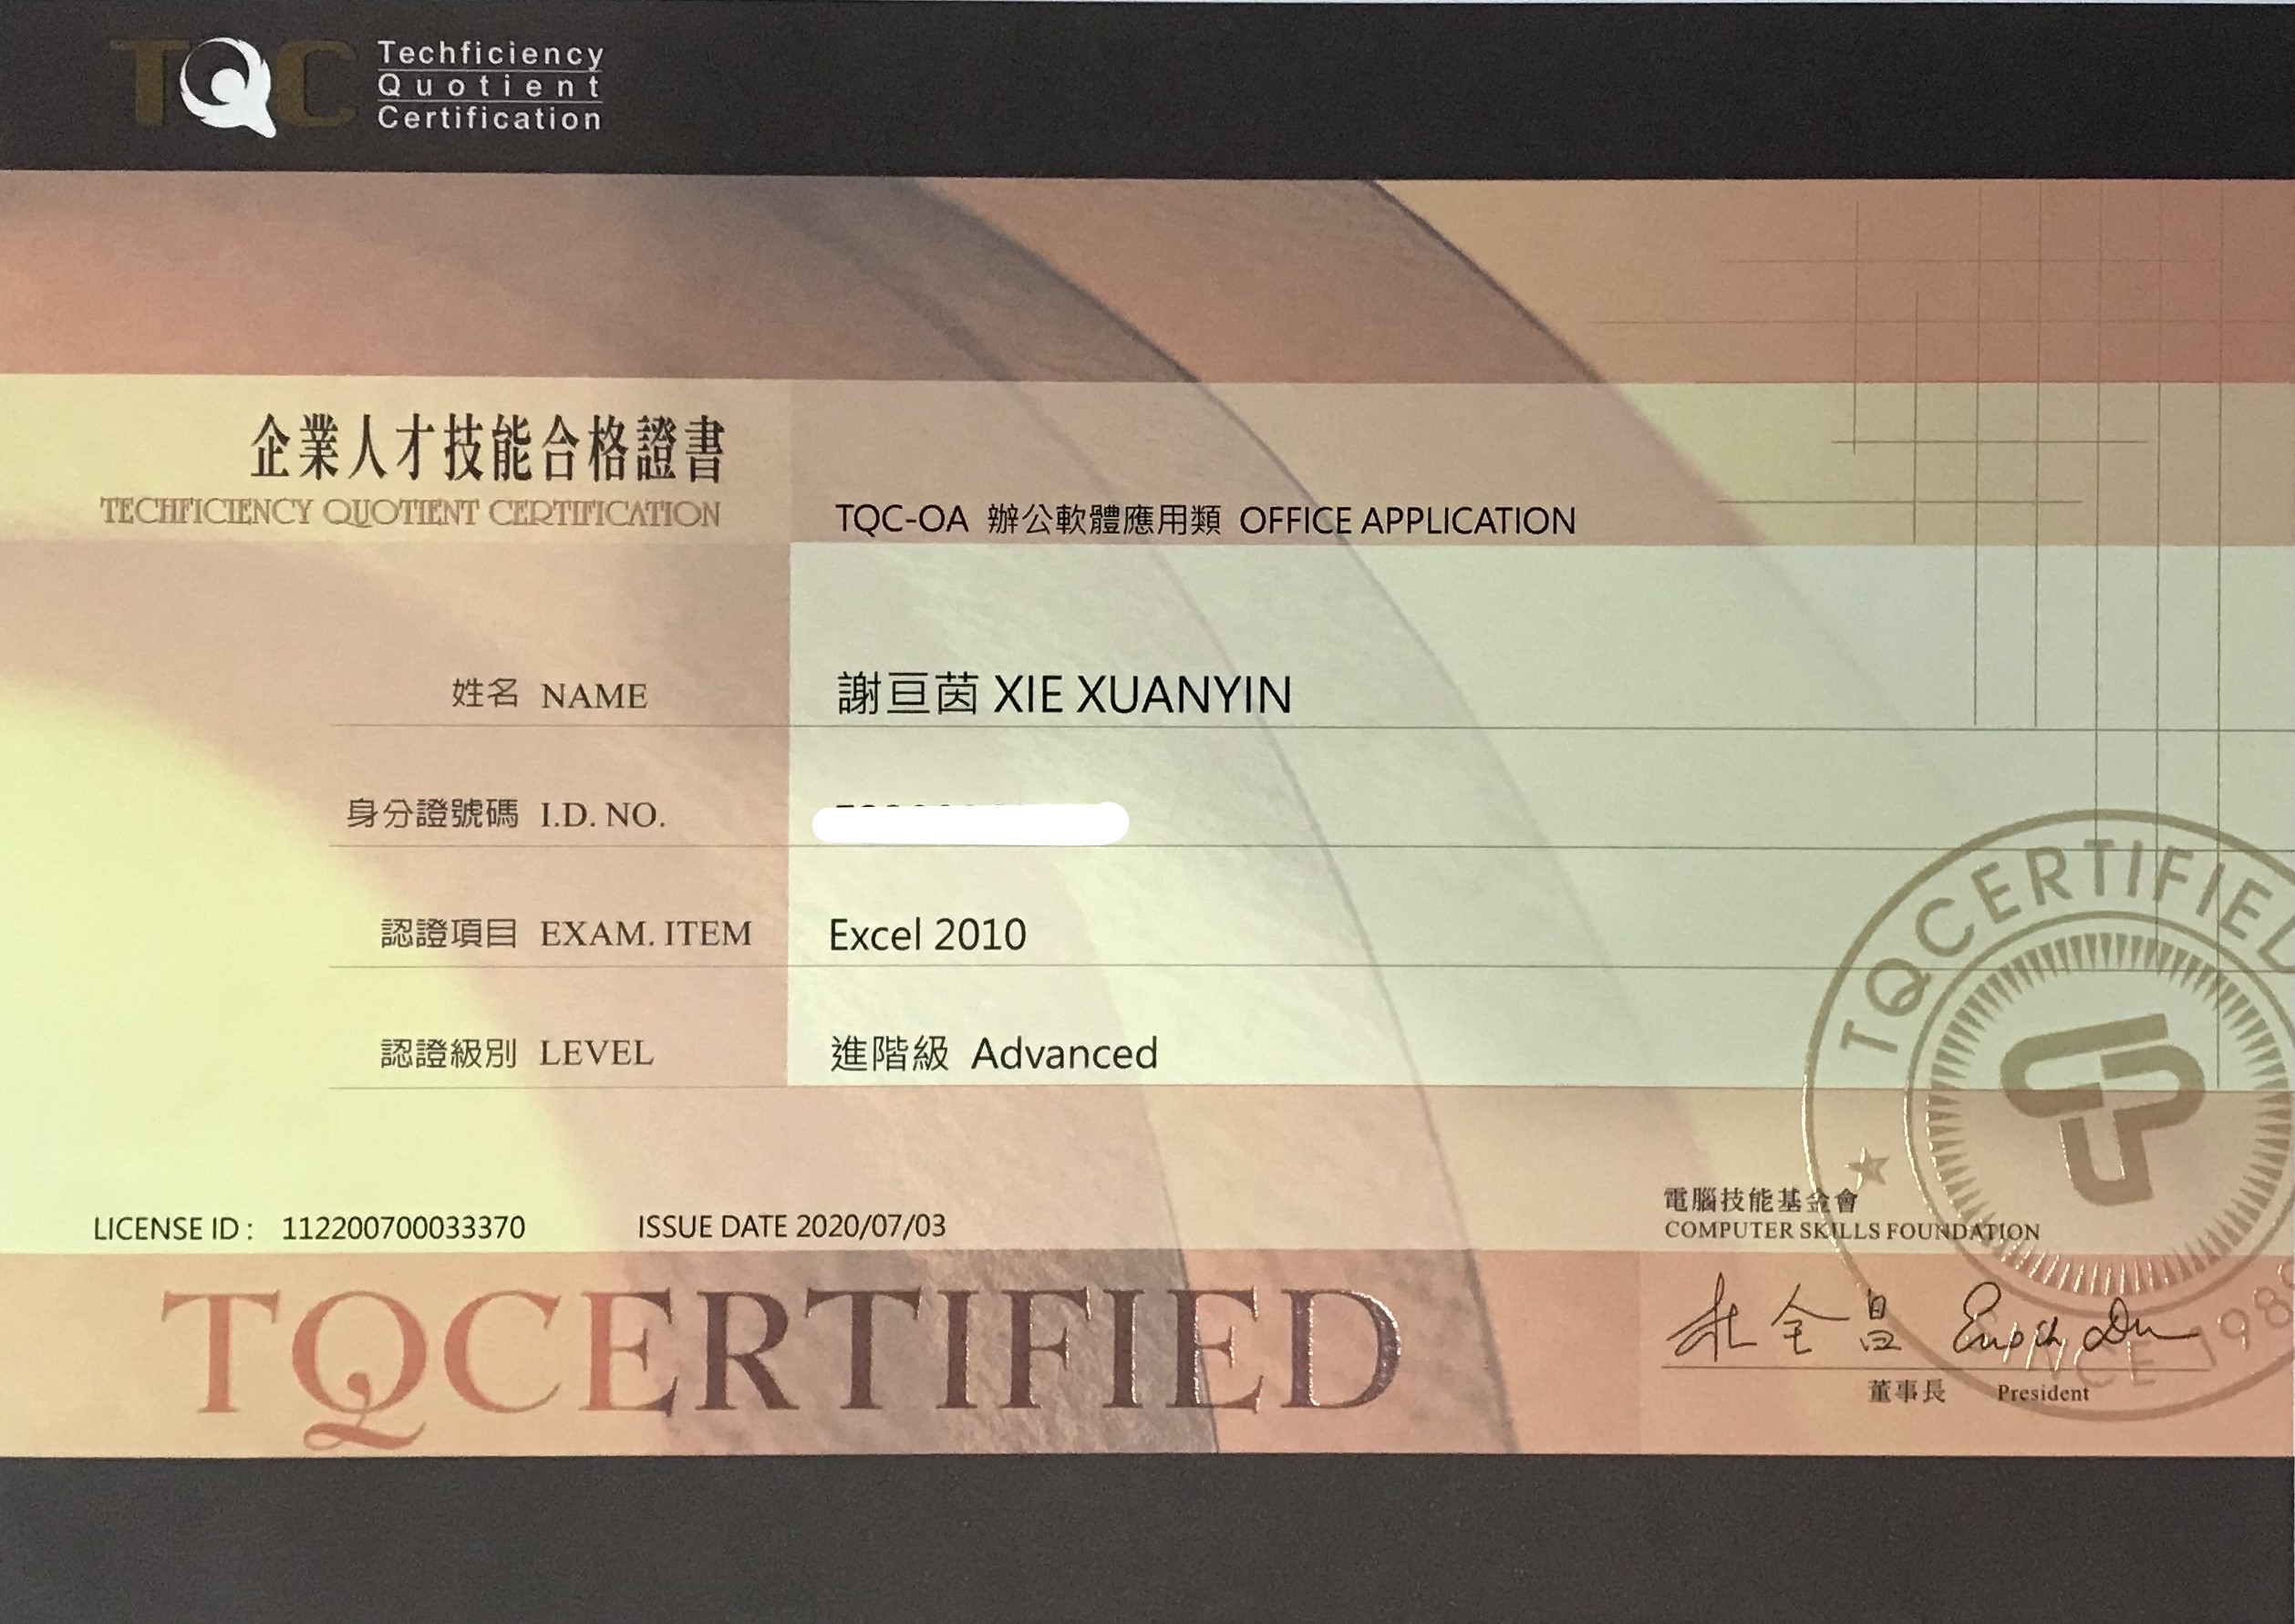 TQC
Techficiency
Quotient
Certification
企業人才技能合格證書
TECHFICIENCY QUOTIENT CERTIFICATION
TQC-OA 辦公軟體應用類 OFFICE APPLICATION
姓名 NAME 謝亘茵 XIE XUANYIN
身分證號碼 I.D. NO.
認證項目 EXAM. ITEM Excel 2010
認證級別 LEVEL 進階級 Advanced
LICENSE ID : 112200700033370 ISSUE DATE 2020/07/03
電腦技能基金會
COMPUTER SKILLS FOUNDATION
TQCERTIFIED
杜全昌 Enoch Du
董事長 President
TQCERTIFIED
SINCE 198